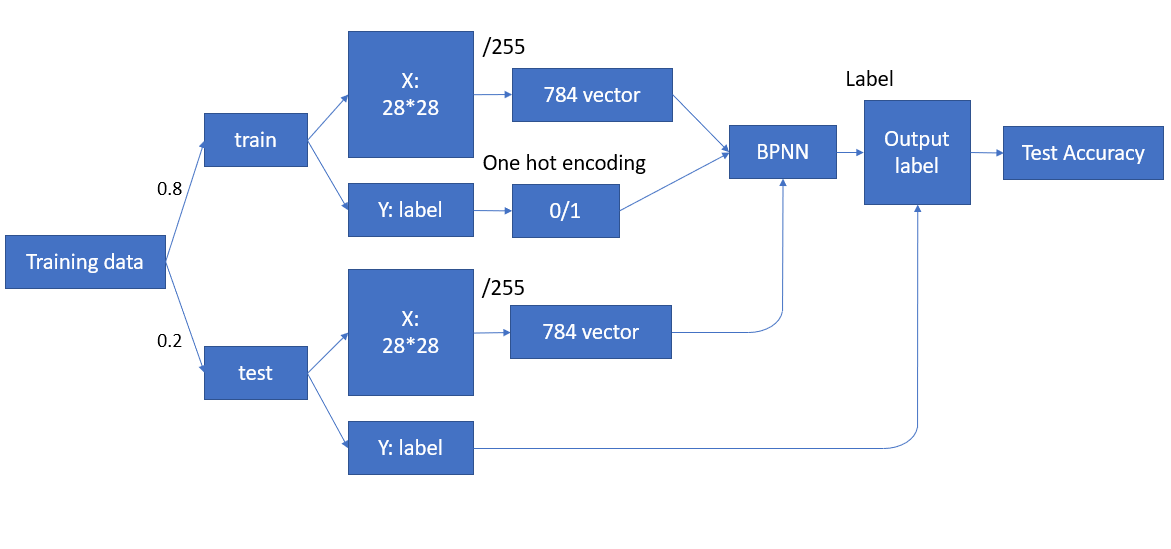 /255
X:
28*28
784 vector
Label
train
BPNN
Output
label
Test Accuracy
One hot encoding
0.8
Y: label
0/1
Training data
/255
X:
28*28
784 vector
0.2
test
Y: label